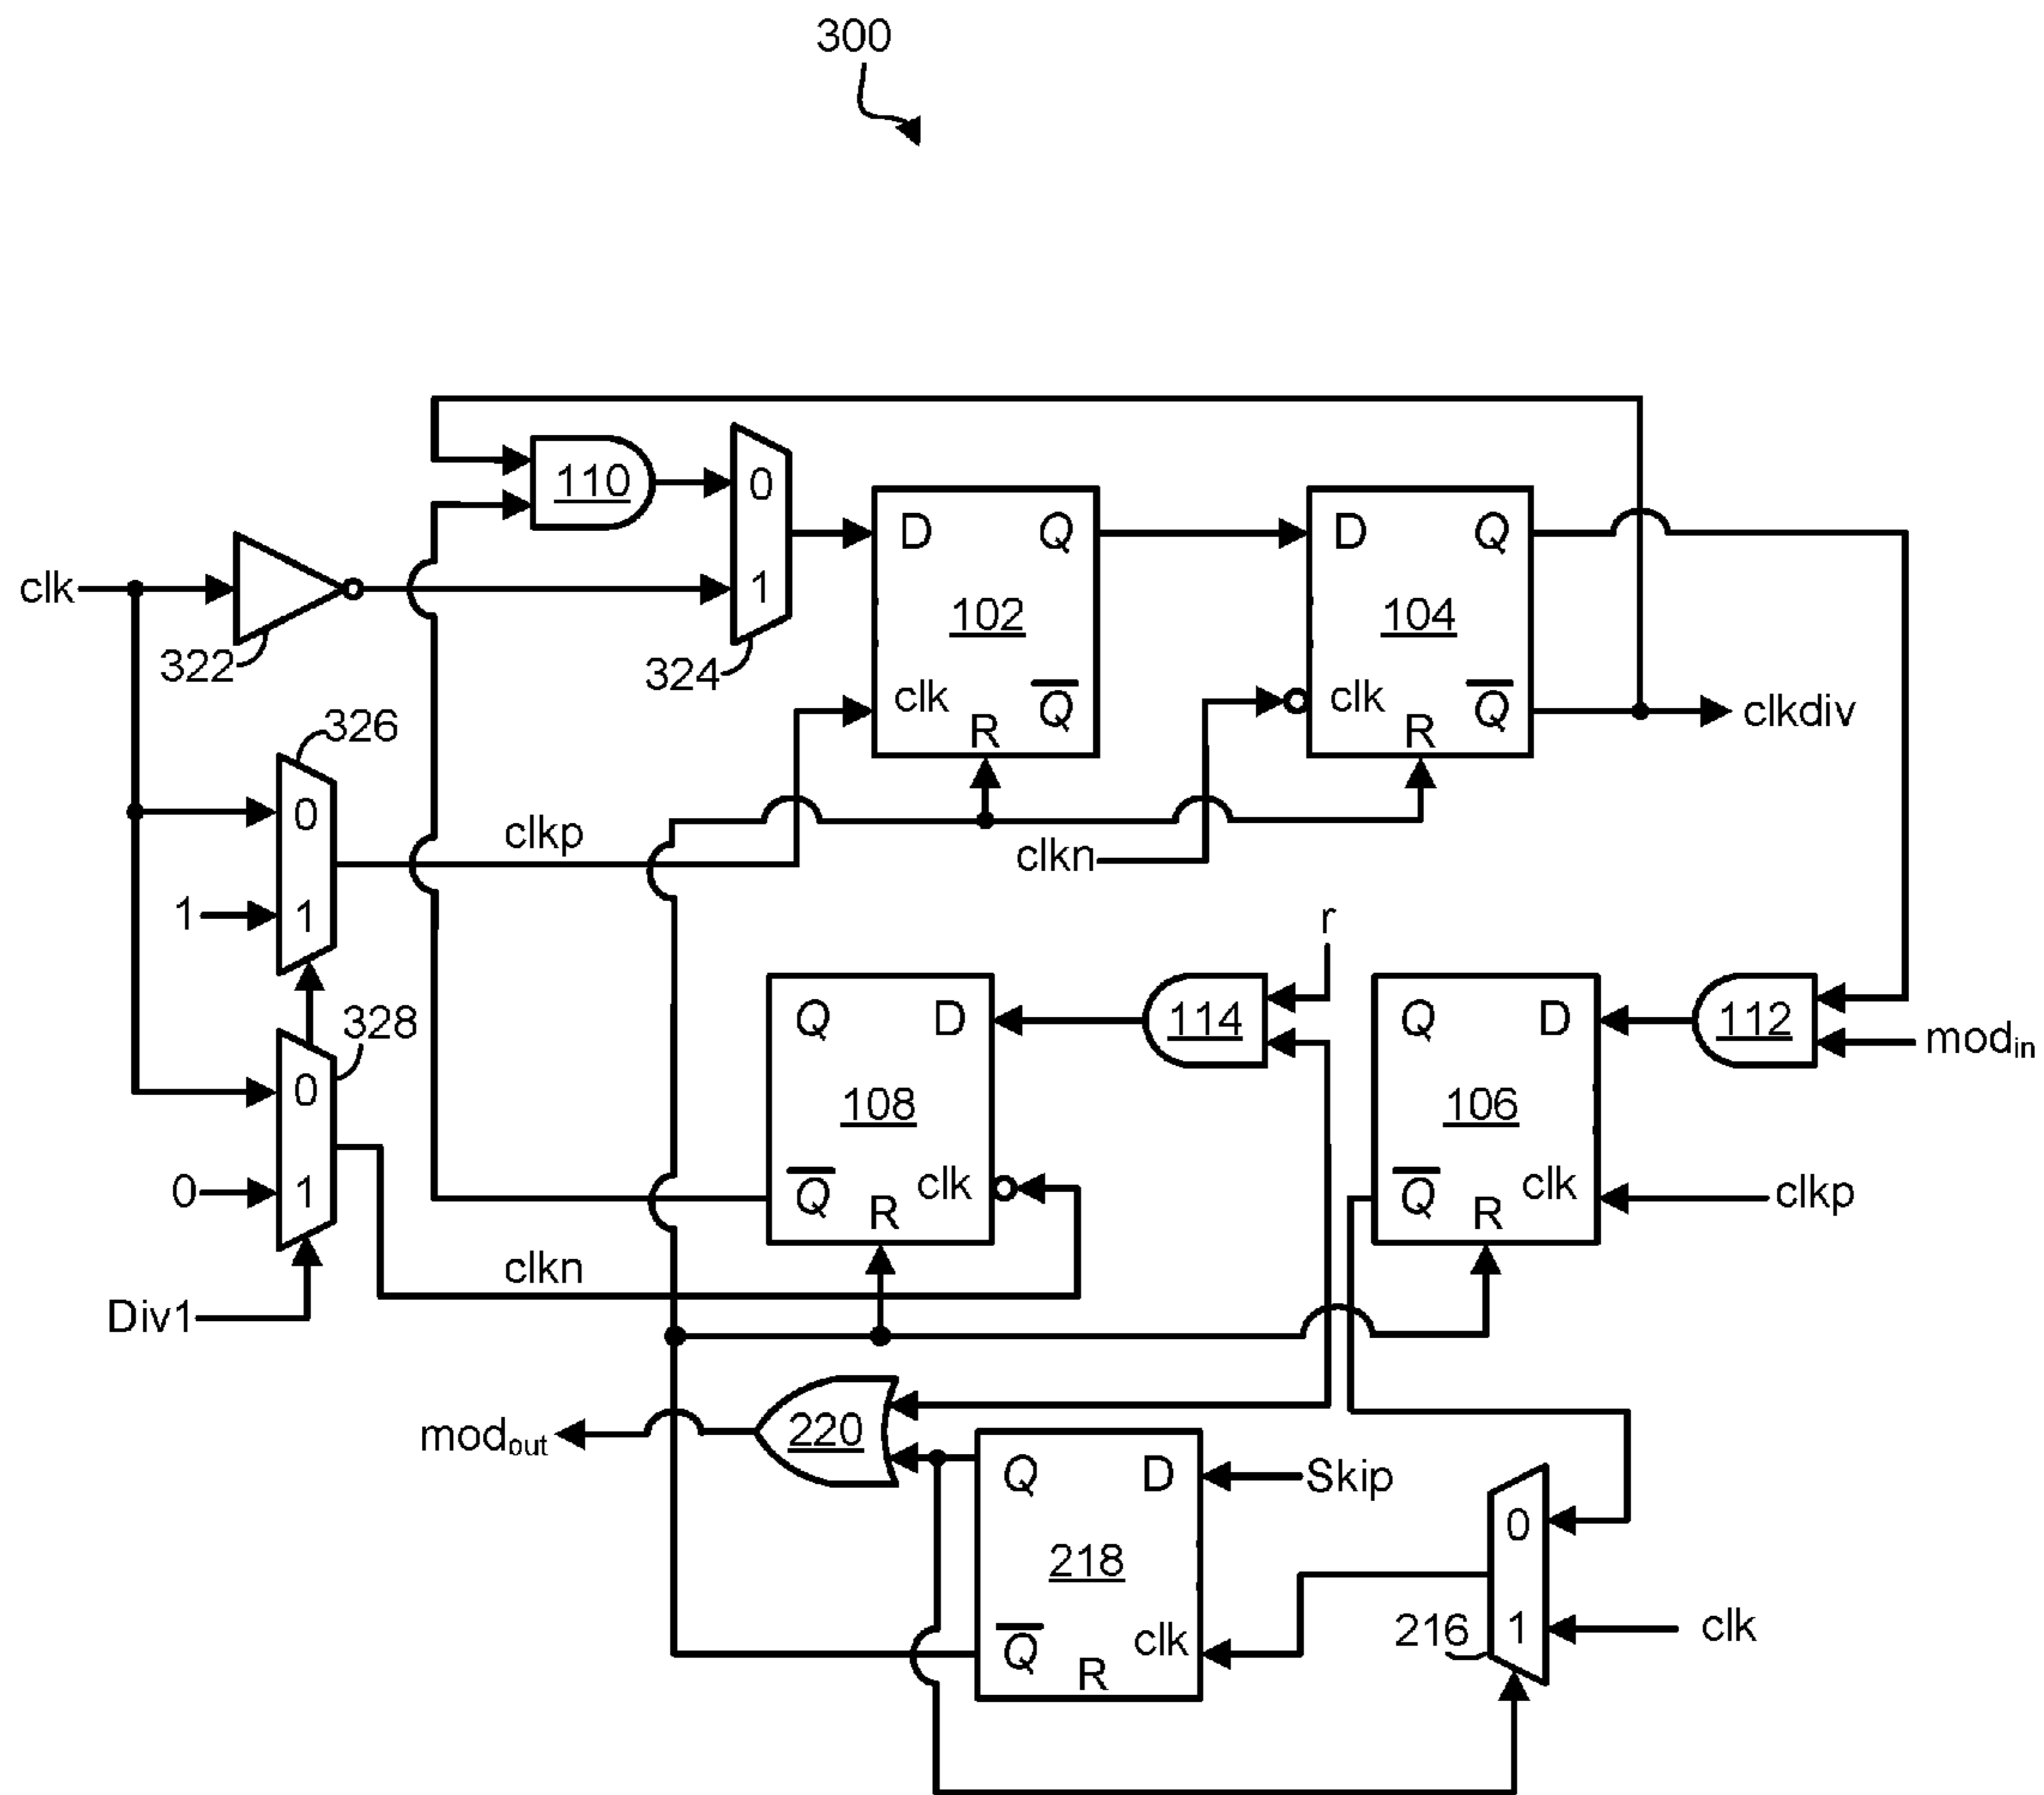 300
110
0
1
clk
322
324
D Q
102
clk Q
R
D Q
104
clk Q
R
clkdiv
326
0
1
1
clkp
clkn
r
328
0
0
1
Div1
clkn
Q D
108
Q clk
R
114
Q D
106
Q clk
R
112
modin
clkp
modout
220
Q D
218
Q clk
R
Skip
0
1
216
clk